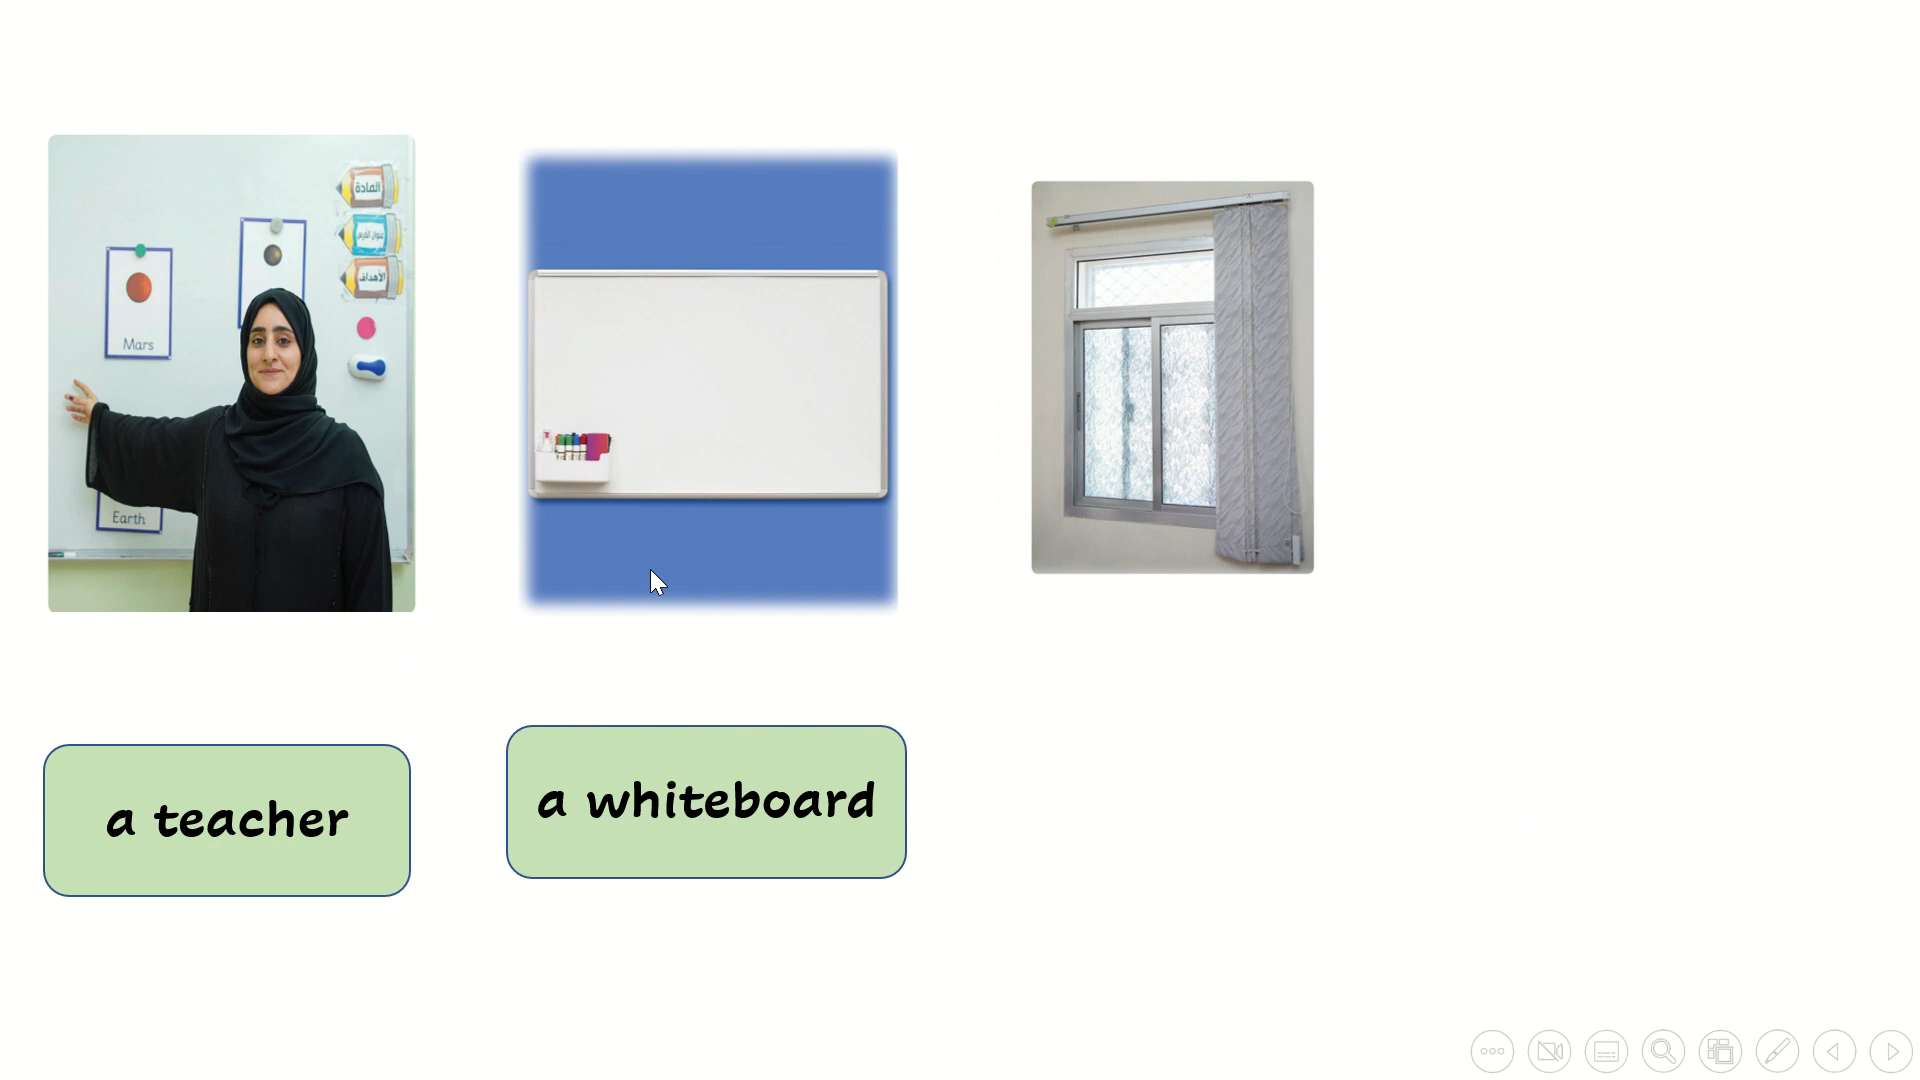 المادة
عنوان الدرس
الأهداف
Mars
Earth
a teacher
a whiteboard